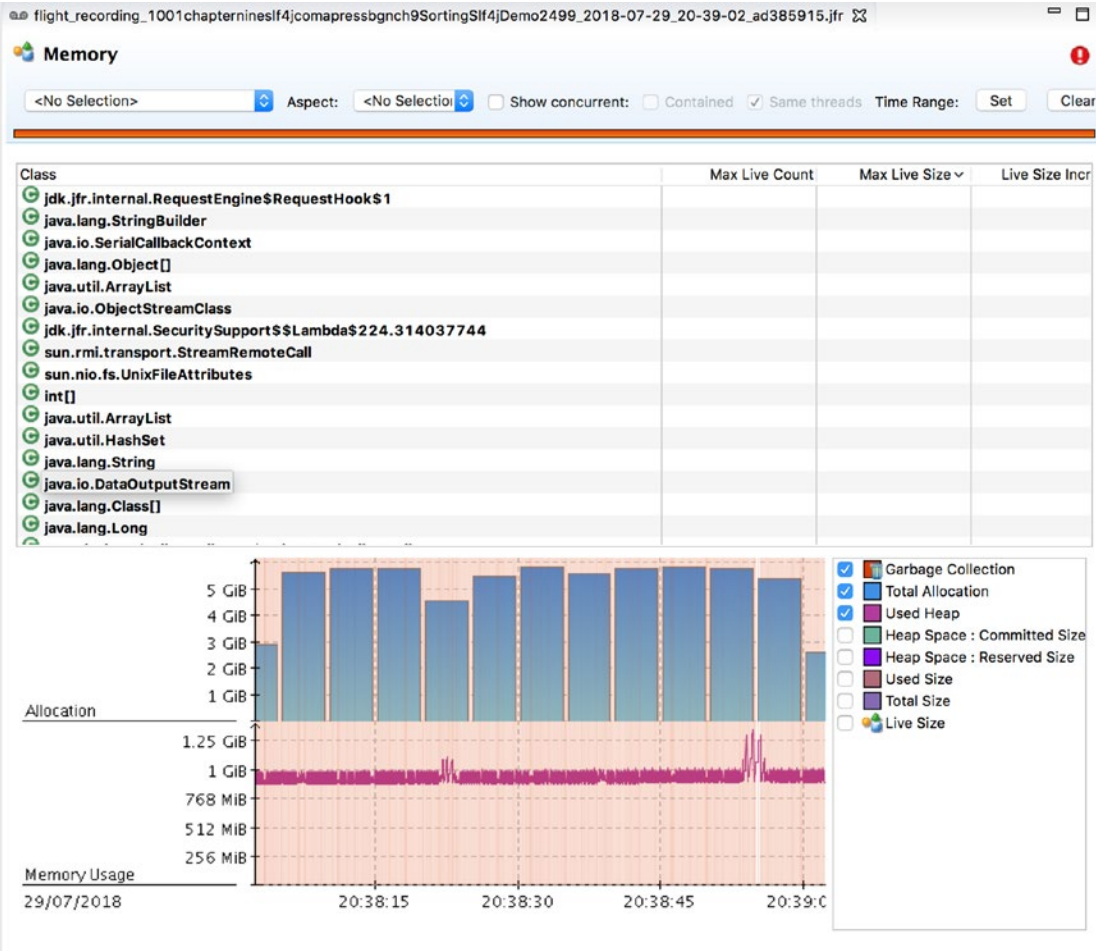 flight_recording_1001chapternineslf4jcomapressbgnch9SortingSlf4jDemo2499_2018-07-29_20-39-02_ad385915.jfr
Memory
<No Selection> Aspect: <No Selection Show concurrent: Contained Same threads Time Range: Set Clear
Class Max Live Count Max Live Size Live Size Incr
jdk.jfr.internal.RequestEngine$RequestHook$1
java.lang.StringBuilder
java.io.SerialCallbackContext
java.lang.Object[]
java.util.ArrayList
java.io.ObjectStreamClass
jdk.jfr.internal.SecuritySupport$$Lambda$224.314037744
sun.rmi.transport.StreamRemoteCall
sun.nio.fs.UnixFileAttributes
int[]
java.util.ArrayList
java.util.HashSet
java.lang.String
java.io.DataOutputStream
java.lang.Class[]
java.lang.Long
5 GiB
4 GiB
3 GiB
2 GiB
1 GiB
Allocation
1.25 GiB
1 GiB
768 MiB
512 MiB
256 MiB
Memory Usage
29/07/2018 20:38:15 20:38:30 20:38:45 20:39:0
Garbage Collection
Total Allocation
Used Heap
Heap Space : Committed Size
Heap Space : Reserved Size
Used Size
Total Size
Live Size